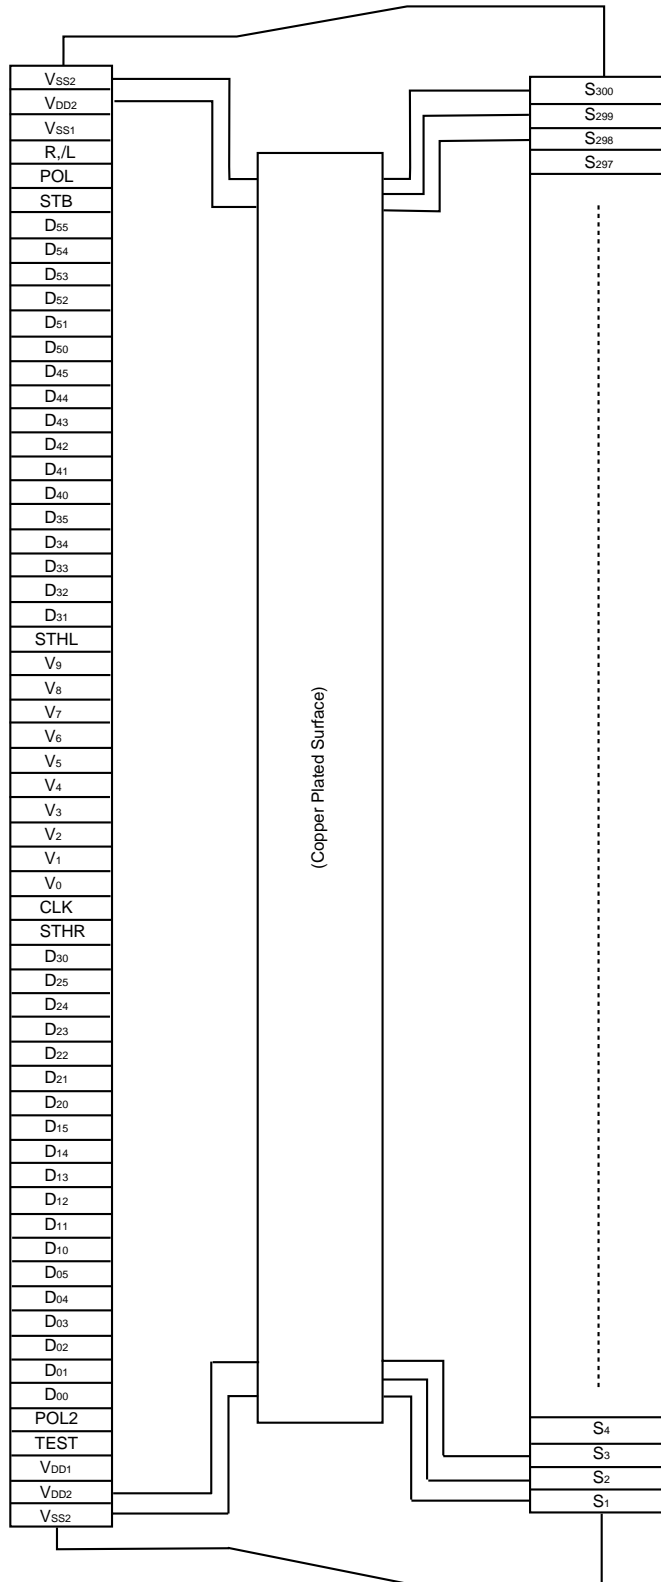 VSS2
VDD2
VSS1
R,/L
POL
STB
D55
D54
D53
D52
D51
D50
D45
D44
D43
D42
D41
D40
D35
D34
D33
D32
D31
STHL
V9
V8
V7
V6
V5
V4
V3
V2
V1
V0
CLK
STHR
D30
D25
D24
D23
D22
D21
D20
D15
D14
D13
D12
D11
D10
D05
D04
D03
D02
D01
D00
POL2
TEST
VDD1
VDD2
VSS2
(Copper Plated Surface)
S300
S299
S298
S297
S4
S3
S2
S1